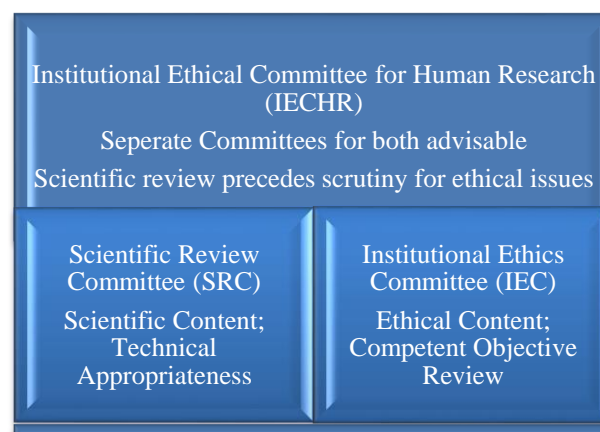 Institutional Ethical Committee for Human Research
(IECHR)
Seperate Committees for both advisable
Scientific review precedes scrutiny for ethical issues
Scientific Review
Committee (SRC)
Scientific Content;
Technical
Appropriateness
Institutional Ethics
Committee (IEC)
Ethical Content;
Competent Objective
Review